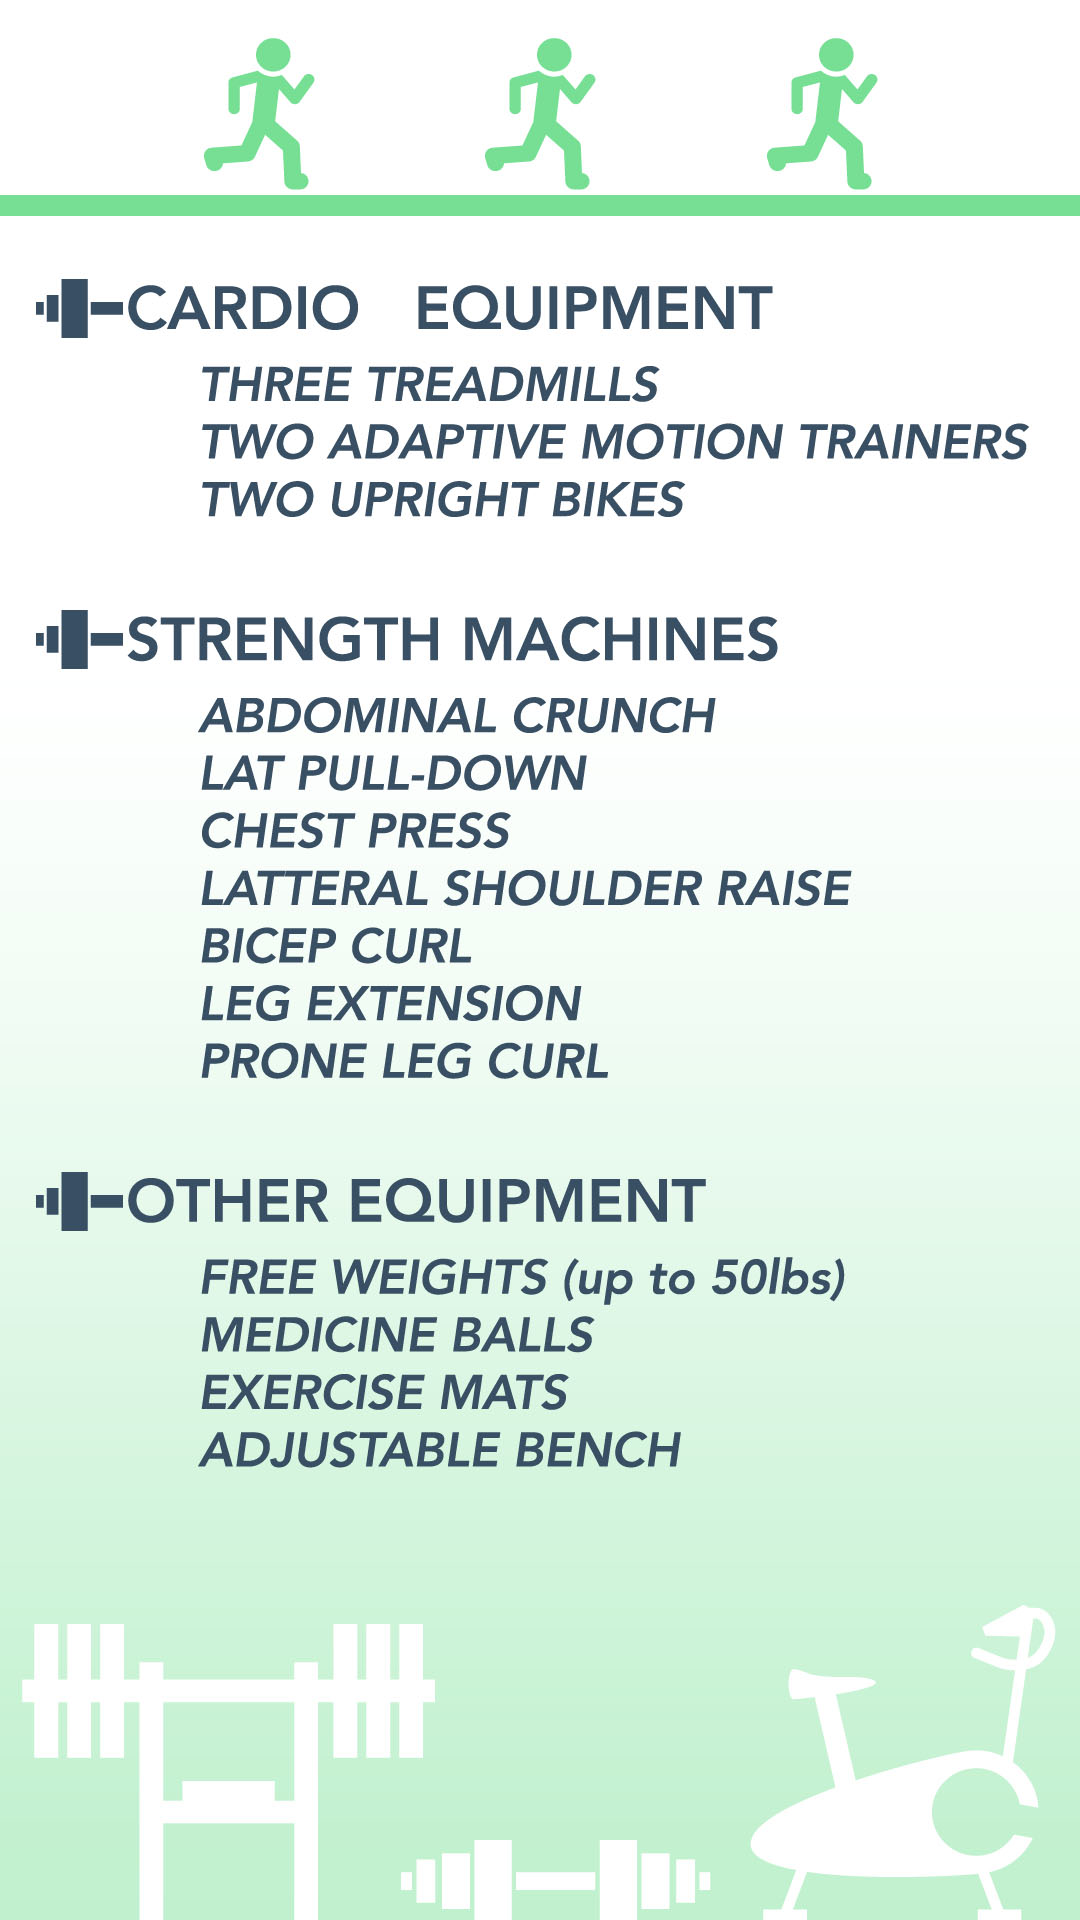 CARDIO EQUIPMENT
THREE TREADMILLS
TWO ADAPTIVE MOTION TRAINERS
TWO UPRIGHT BIKES
STRENGTH MACHINES
ABDOMINAL CRUNCH
LAT PULL-DOWN
CHEST PRESS
LATTERAL SHOULDER RAISE
BICEP CURL
LEG EXTENSION
PRONE LEG CURL
OTHER EQUIPMENT
FREE WEIGHTS (up to 50lbs)
MEDICINE BALLS
EXERCISE MATS
ADJUSTABLE BENCH